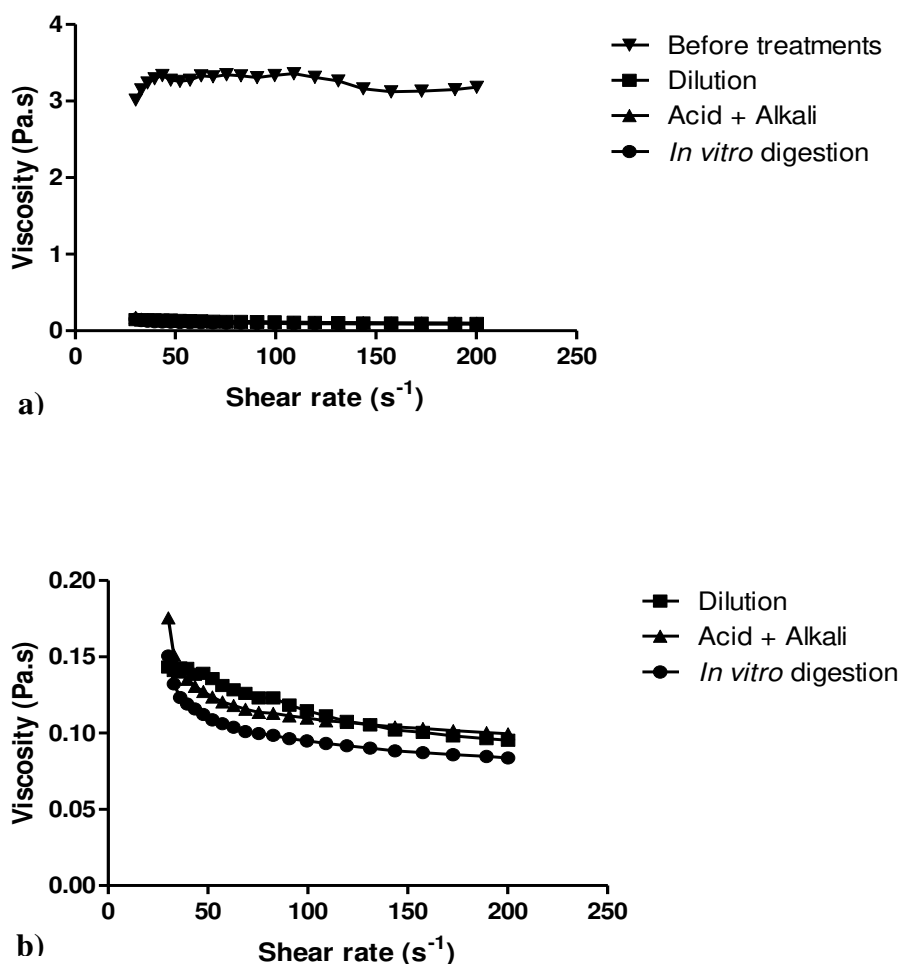 4
3
2
1
0
Viscosity (Pa.s)
0 50 100 150 200 250
Shear rate (s⁻¹)
Before treatments
Dilution
Acid + Alkali
In vitro digestion
a)
0.20
0.15
0.10
0.05
0.00
Viscosity (Pa.s)
0 50 100 150 200 250
Shear rate (s⁻¹)
Dilution
Acid + Alkali
In vitro digestion
b)